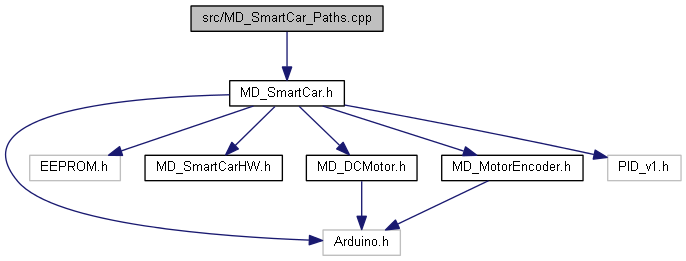 src/MD_SmartCar_Paths.cpp
MD_SmartCar.h
EEPROM.h
MD_SmartCarHW.h
MD_DCMotor.h
MD_MotorEncoder.h
PID_v1.h
Arduino.h